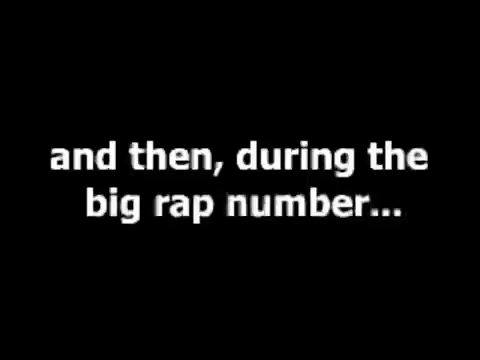 and then, during the
big rap number...